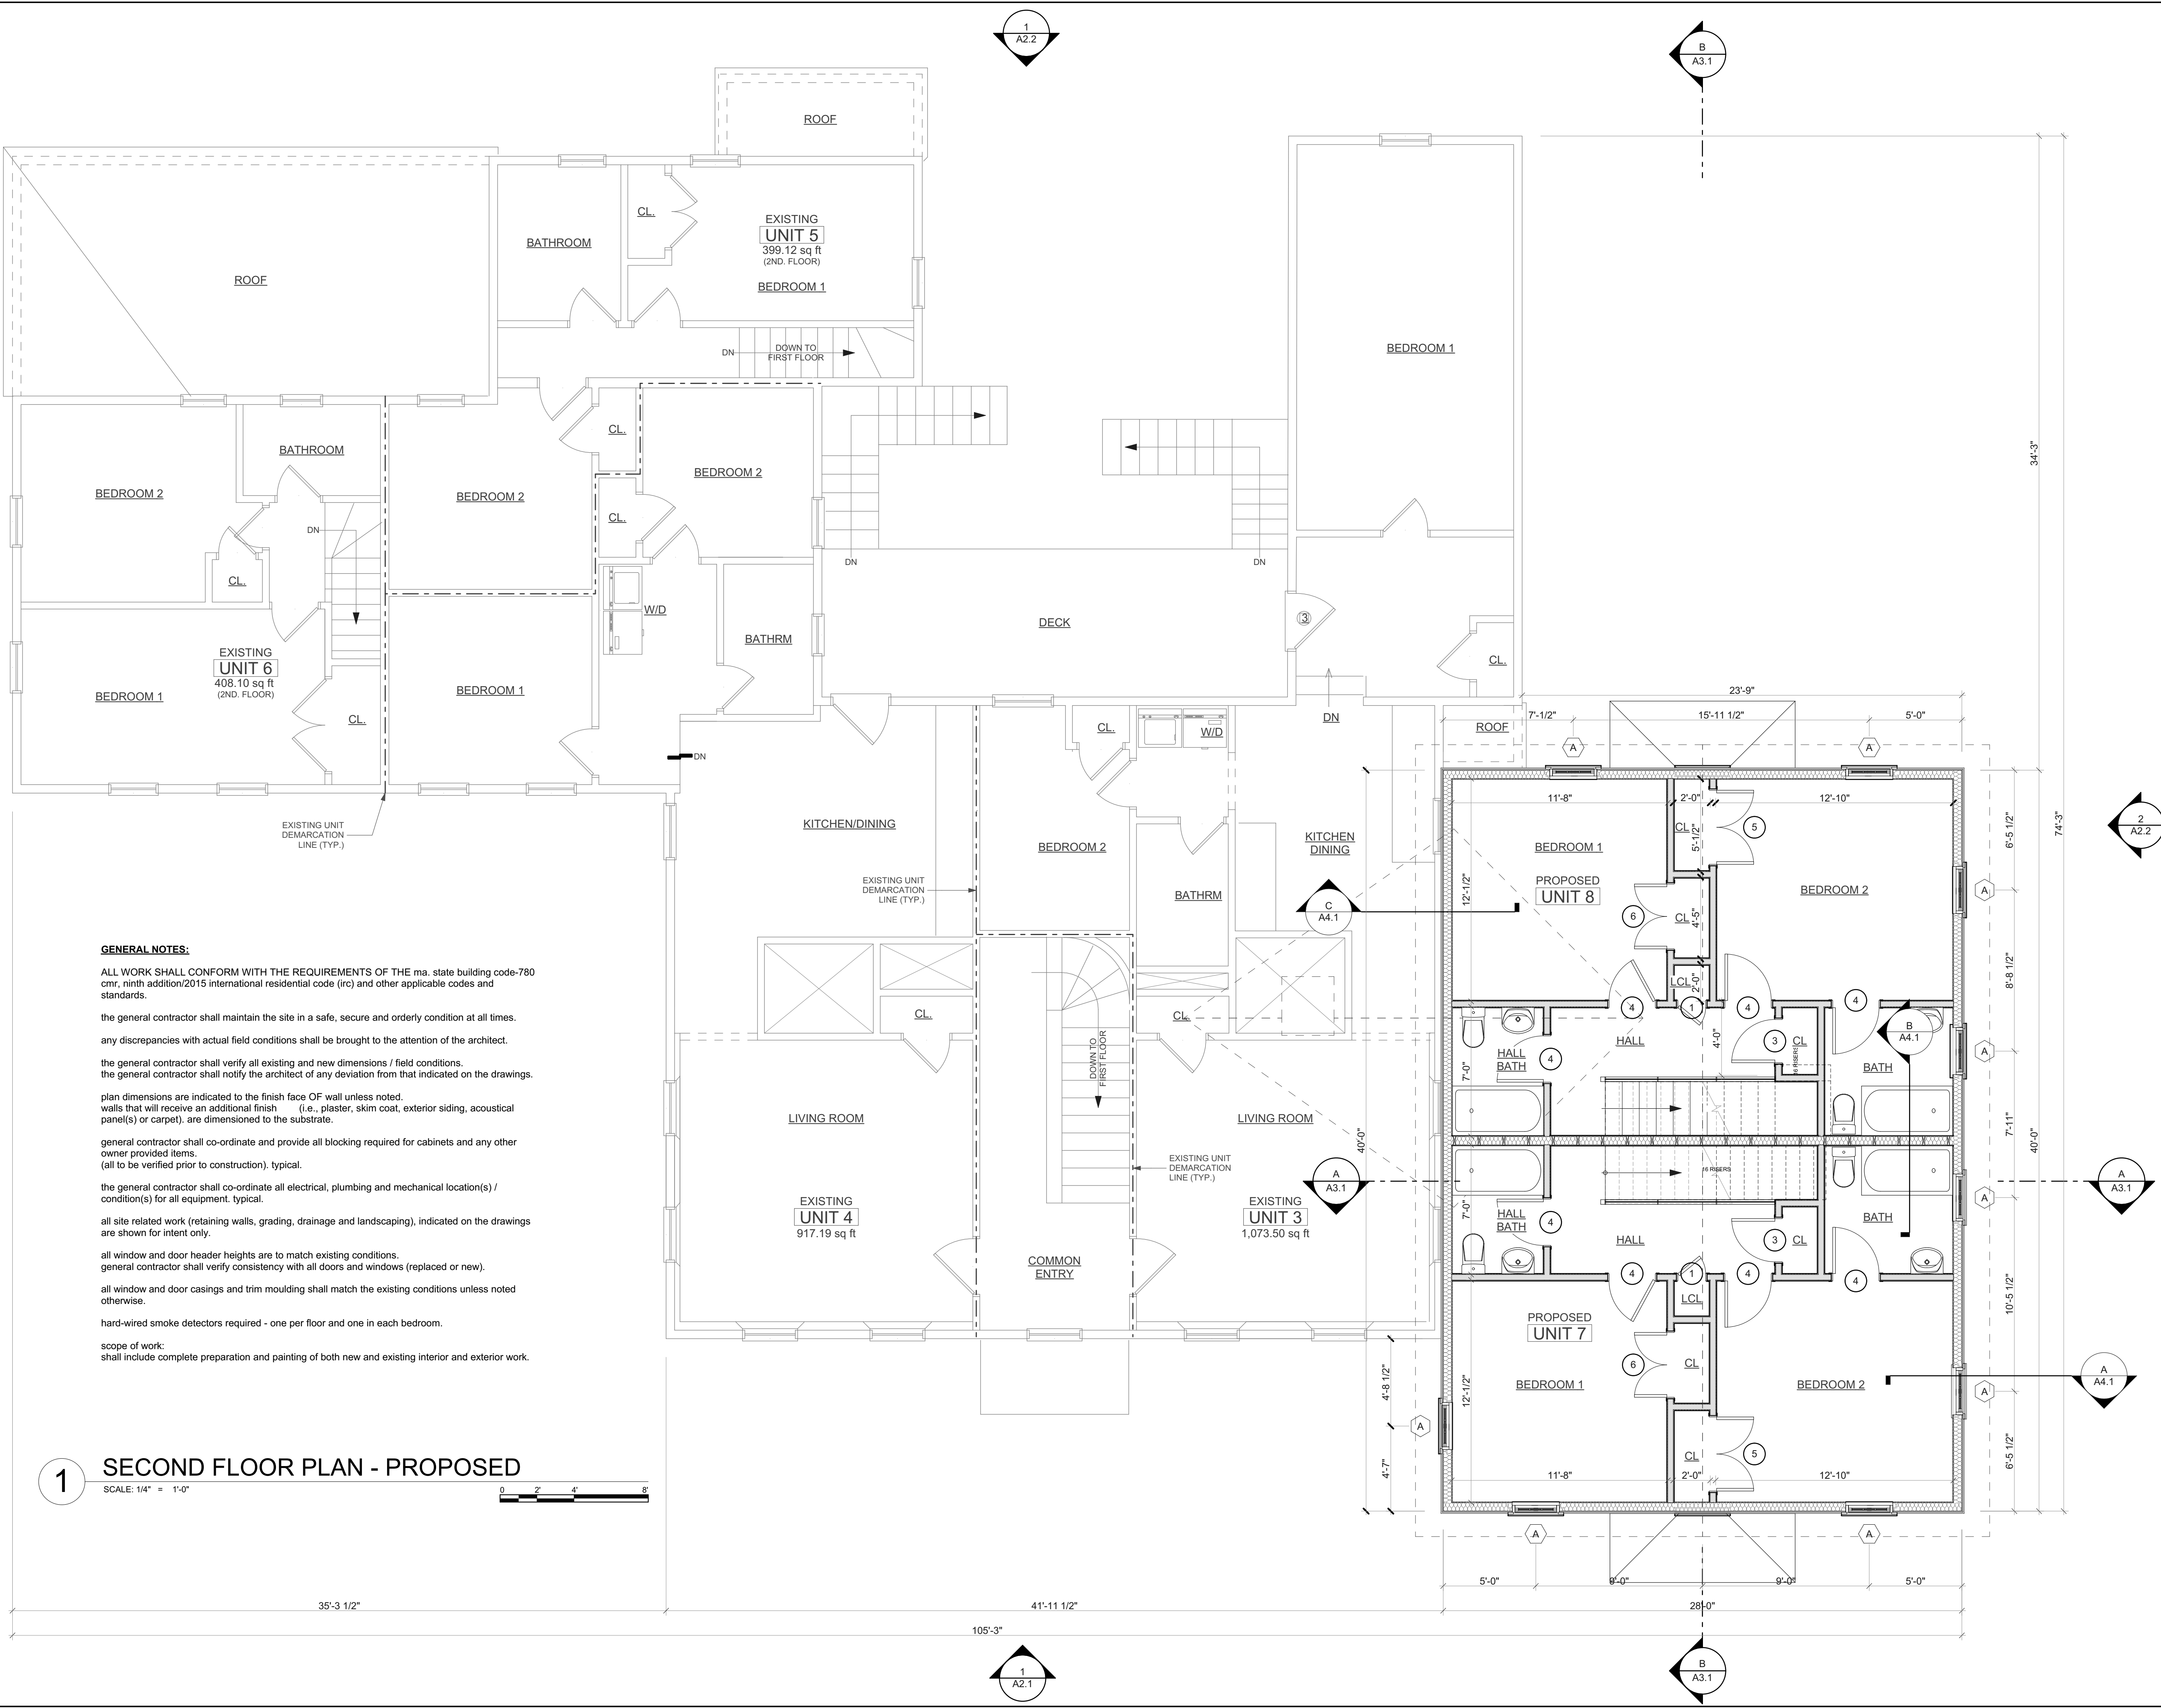 1
A2.2
B
A3.1
ROOF
ROOF
BATHROOM
CL.
EXISTING
UNIT 5
399.12 sq ft
(2ND. FLOOR)
BEDROOM 1
DN
DOWN TO
FIRST FLOOR
BEDROOM 1
BEDROOM 2
BATHROOM
BEDROOM 2
CL.
BEDROOM 2
CL.
DN
CL.
DN
DN
W/D
BATHRM
DECK
3
CL.
EXISTING
UNIT 6
408.10 sq ft
(2ND. FLOOR)
BEDROOM 1
CL.
BEDROOM 1
DN
EXISTING UNIT
DEMARCATION
LINE (TYP.)
KITCHEN/DINING
CL.
W/D
DN
ROOF
BEDROOM 2
KITCHEN
DINING
EXISTING UNIT
DEMARCATION
LINE (TYP.)
BATHRM
C
A4.1
CL.
CL.
DOWN TO
FIRST FLOOR
LIVING ROOM
LIVING ROOM
EXISTING UNIT
DEMARCATION
LINE (TYP.)
EXISTING
UNIT 4
917.19 sq ft
EXISTING
UNIT 3
1,073.50 sq ft
COMMON
ENTRY
A
A3.1
40'-0"
4'-8 1/2"
4'-7"
34'-3"
74'-3"
23'-9"
7'-1/2"
15'-11 1/2"
5'-0"
A
A
2
A2.2
11'-8"
2'-0"
12'-10"
CL
5'-1/2"
5
6'-5 1/2"
BEDROOM 1
PROPOSED
UNIT 8
12'-1/2"
6
CL
4'-5"
BEDROOM 2
A
LCL
2'-0"
8'-8 1/2"
4
1
4
4
B
A4.1
HALL
BATH
4
HALL
4'-0"
3
CL
16 RISERS
BATH
A
7'-0"
7'-11"
40'-0"
16 RISERS
A
A3.1
A
7'-0"
HALL
BATH
4
HALL
3
CL
BATH
4
1
4
4
LCL
10'-5 1/2"
PROPOSED
UNIT 7
6
CL
BEDROOM 1
12'-1/2"
BEDROOM 2
A
A4.1
A
A
CL
5
11'-8"
2'-0"
12'-10"
6'-5 1/2"
A
A
5'-0"
9'-0"
9'-0"
5'-0"
35'-3 1/2"
41'-11 1/2"
28'-0"
105'-3"
1
A2.1
B
A3.1
GENERAL NOTES:
ALL WORK SHALL CONFORM WITH THE REQUIREMENTS OF THE ma. state building code-780
cmr, ninth addition/2015 international residential code (irc) and other applicable codes and
standards.
the general contractor shall maintain the site in a safe, secure and orderly condition at all times.
any discrepancies with actual field conditions shall be brought to the attention of the architect.
the general contractor shall verify all existing and new dimensions / field conditions.
the general contractor shall notify the architect of any deviation from that indicated on the drawings.
plan dimensions are indicated to the finish face OF wall unless noted.
walls that will receive an additional finish (i.e., plaster, skim coat, exterior siding, acoustical
panel(s) or carpet). are dimensioned to the substrate.
general contractor shall co-ordinate and provide all blocking required for cabinets and any other
owner provided items.
(all to be verified prior to construction). typical.
the general contractor shall co-ordinate all electrical, plumbing and mechanical location(s) /
condition(s) for all equipment. typical.
all site related work (retaining walls, grading, drainage and landscaping), indicated on the drawings
are shown for intent only.
all window and door header heights are to match existing conditions.
general contractor shall verify consistency with all doors and windows (replaced or new).
all window and door casings and trim moulding shall match the existing conditions unless noted
otherwise.
hard-wired smoke detectors required - one per floor and one in each bedroom.
scope of work:
shall include complete preparation and painting of both new and existing interior and exterior work.
1
SECOND FLOOR PLAN - PROPOSED
SCALE: 1/4" = 1'-0"
0 2' 4' 8'